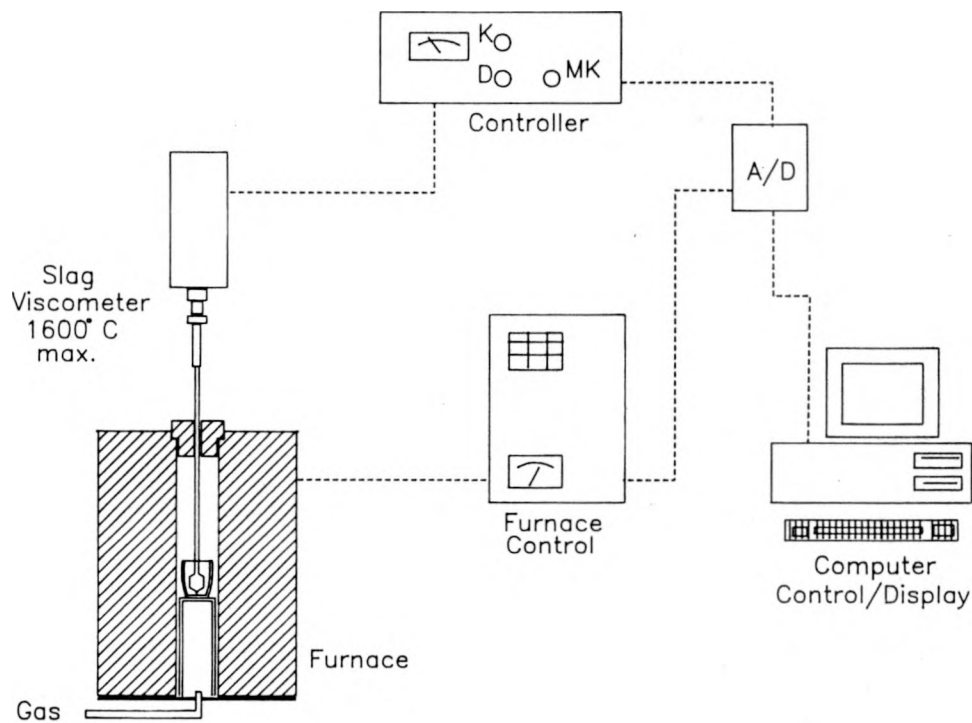 K
D
MK
Controller
A/D
Slag
Viscometer
1600° C
max.
Furnace
Control
Computer
Control/Display
Furnace
Gas